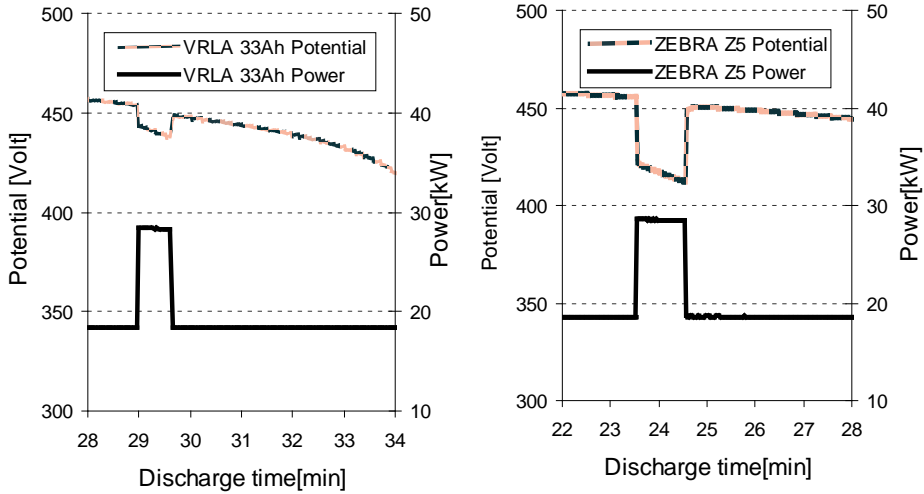 500
450
400
350
300
Potential [Volt]
VRLA 33Ah Potential
VRLA 33Ah Power
50
40
30
20
10
Power[kW]
28 29 30 31 32 33 34
Discharge time[min]
500
450
400
350
300
Potential [Volt]
ZEBRA Z5 Potential
ZEBRA Z5 Power
50
40
30
20
10
Power[kW]
22 23 24 25 26 27 28
Discharge time[min]